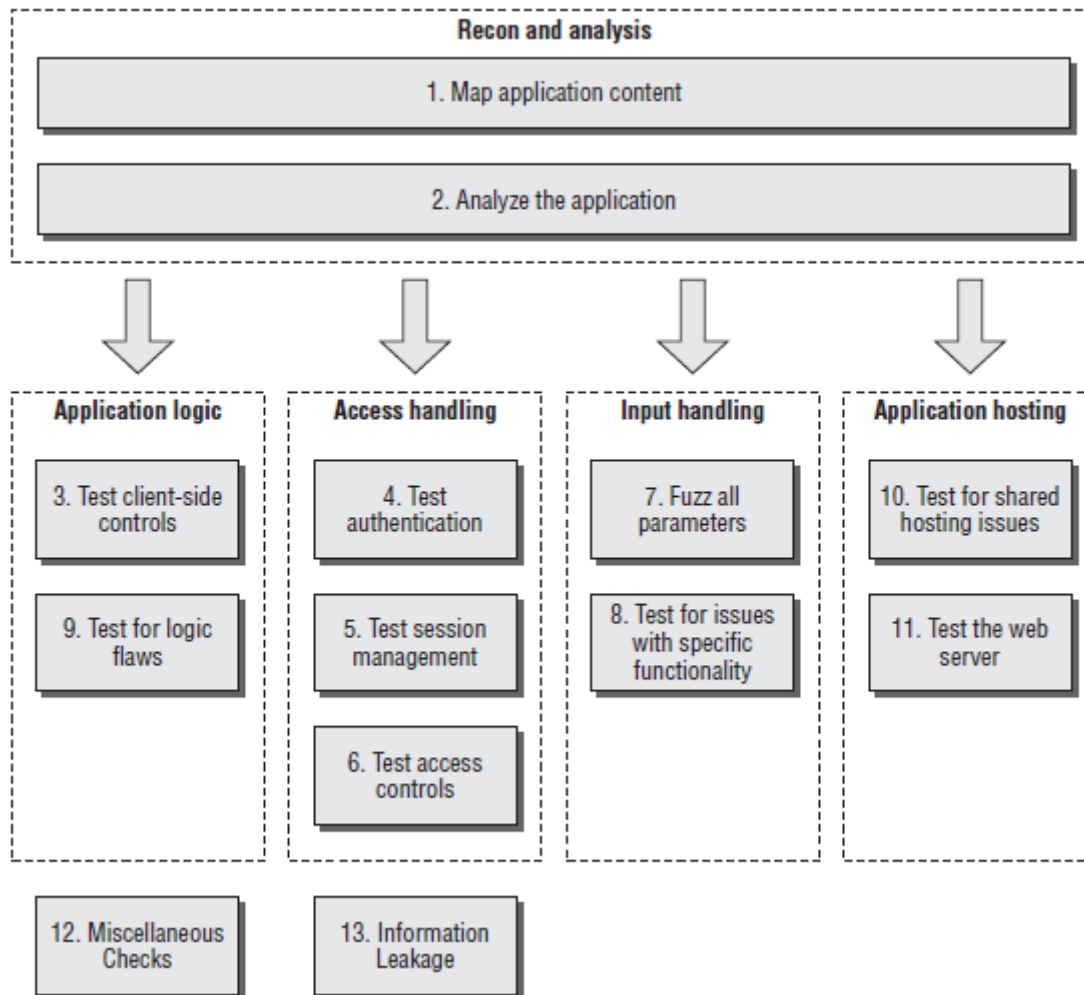 Recon and analysis
1. Map application content
2. Analyze the application
Application logic
3. Test client-side
controls
9. Test for logic
flaws
Access handling
4. Test
authentication
5. Test session
management
6. Test access
controls
Input handling
7. Fuzz all
parameters
8. Test for issues
with specific
functionality
Application hosting
10. Test for shared
hosting issues
11. Test the web
server
12. Miscellaneous
Checks
13. Information
Leakage